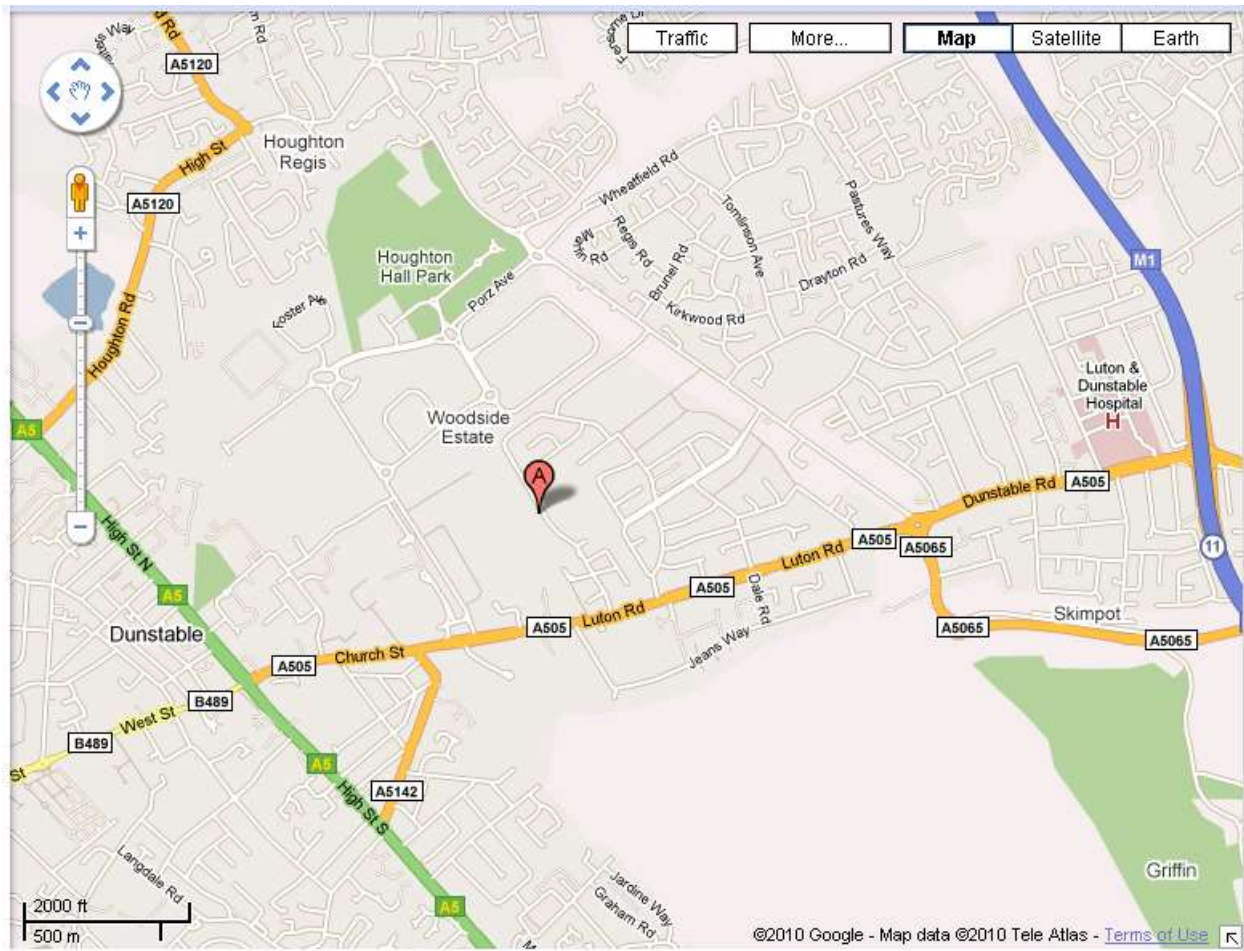 Traffic
More...
Map
Satellite
Earth
A5120
Houghton
Regis
High St
A5120
Wheatfield Rd
Pastures Way
Tomlinson Ave
Regis Rd
Brunel Rd
Drayton Rd
Kirkwood Rd
M1
Houghton
Hall Park
Porz Ave
Houghton Rd
Luton &
Dunstable
Hospital
H
A5
Woodside
Estate
A
Dunstable Rd
A505
High St N
A505
A5065
Luton Rd
11
A5
A505
Dale Rd
Luton Rd
A505
Dunstable
Skimpot
A5065
A5065
Jeans Way
Church St
A505
B489
West St
B489
St
A5
A5142
High St S
Langdale Rd
Griffin
Jardine Way
Graham Rd
A5
2000 ft
500 m
©2010 Google - Map data ©2010 Tele Atlas - Terms of Use